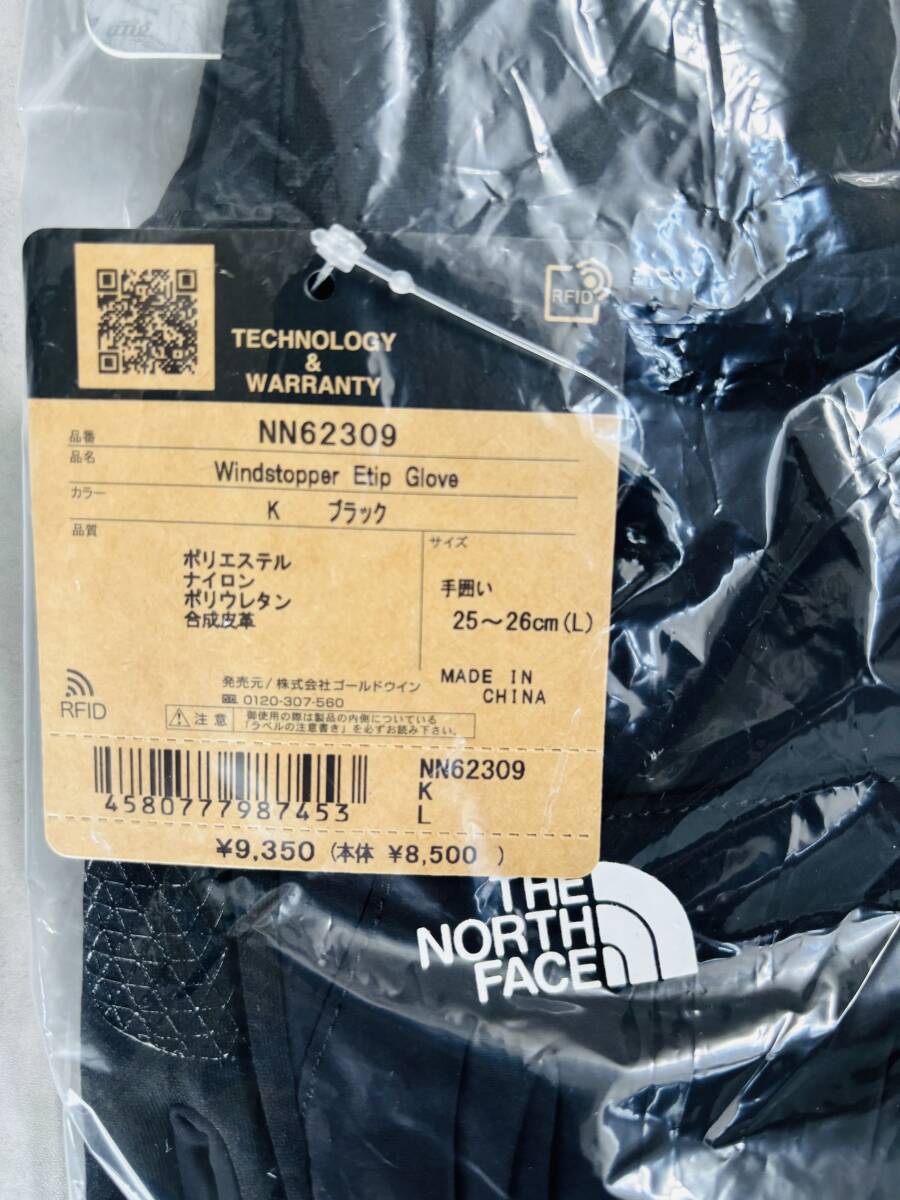 RFID
TECHNOLOGY
&
WARRANTY
品番 NN62309
品名 Windstopper Etip Glove
カラー K ブラック
品質
ポリエステル
ナイロン
ポリウレタン
合成皮革
サイズ
手囲い
25～26cm(L)
MADE IN
CHINA
RFID
発売元/株式会社ゴールドウイン
0120-307-560
注意
御使用の際は製品の内側についている
「ラベルの注意書き」を必ずお読み下さい。
4580777987453
NN62309
K
L
¥9,350 (本体 ¥8,500 )
THE
NORTH
FACE